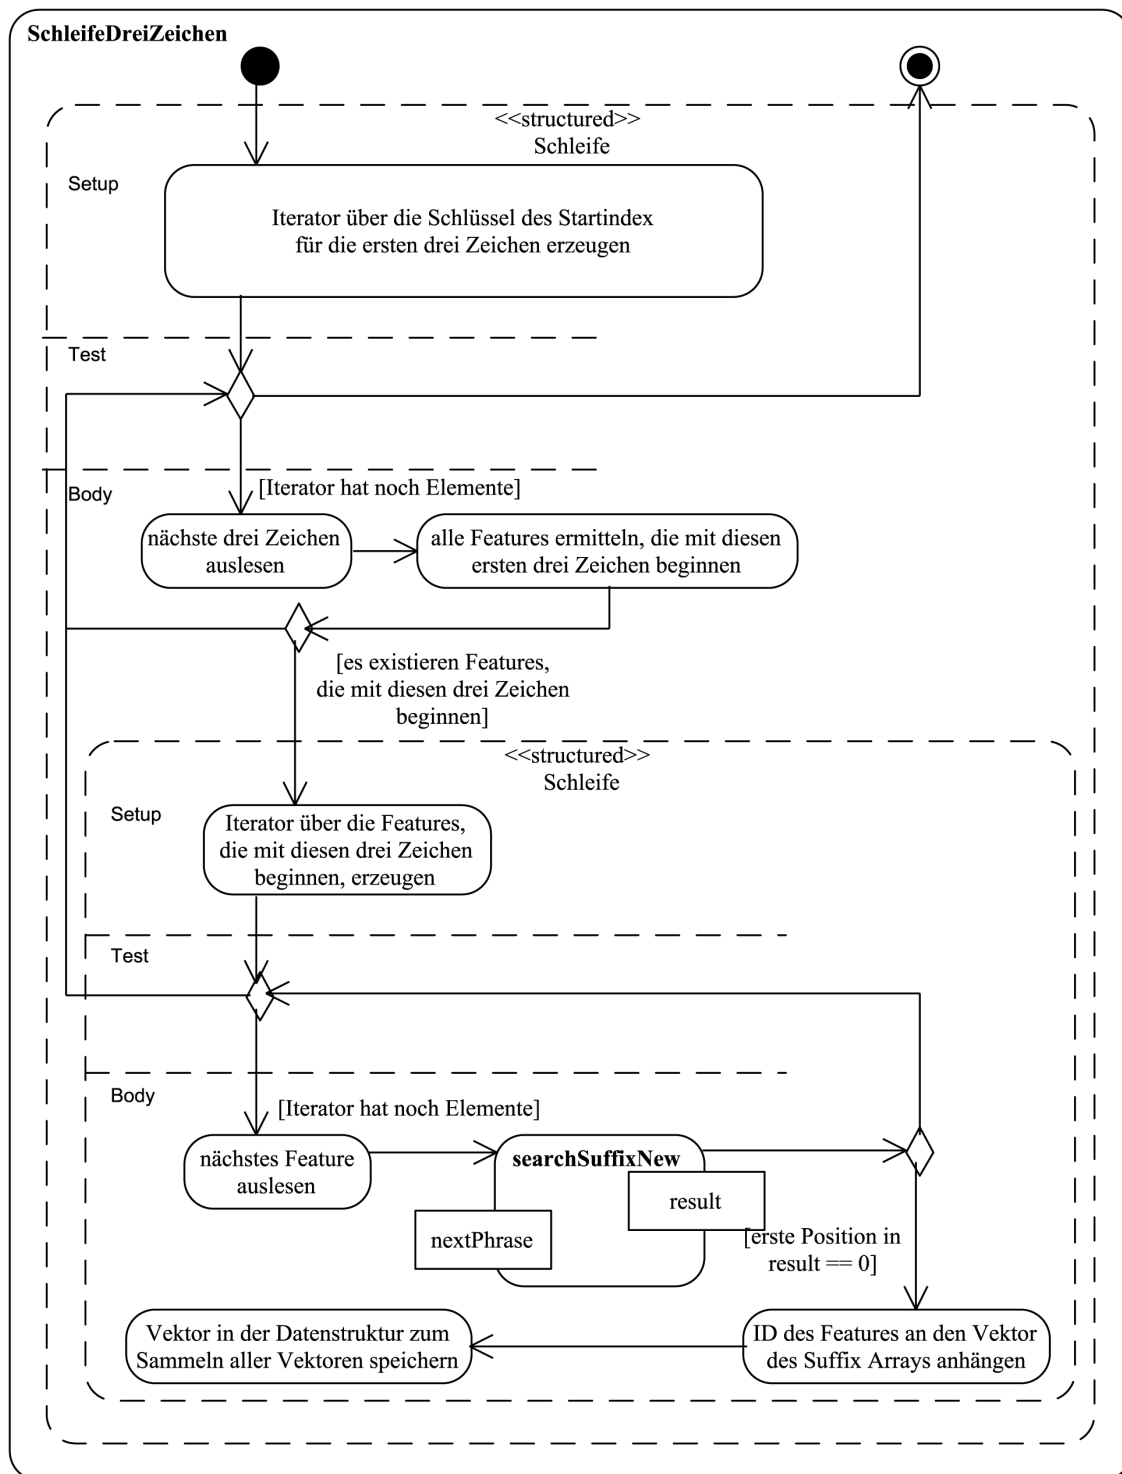 SchleifeDreiZeichen
<<structured>>
Schleife
Setup
Iterator über die Schlüssel des Startindex
für die ersten drei Zeichen erzeugen
Test
Body
[Iterator hat noch Elemente]
nächste drei Zeichen
auslesen
alle Features ermitteln, die mit diesen
ersten drei Zeichen beginnen
[es existieren Features,
die mit diesen drei Zeichen
beginnen]
<<structured>>
Schleife
Setup
Iterator über die Features,
die mit diesen drei Zeichen
beginnen, erzeugen
Test
Body
[Iterator hat noch Elemente]
nächstes Feature
auslesen
searchSuffixNew
result
nextPhrase
[erste Position in
result == 0]
Vektor in der Datenstruktur zum
Sammeln aller Vektoren speichern
ID des Features an den Vektor
des Suffix Arrays anhängen